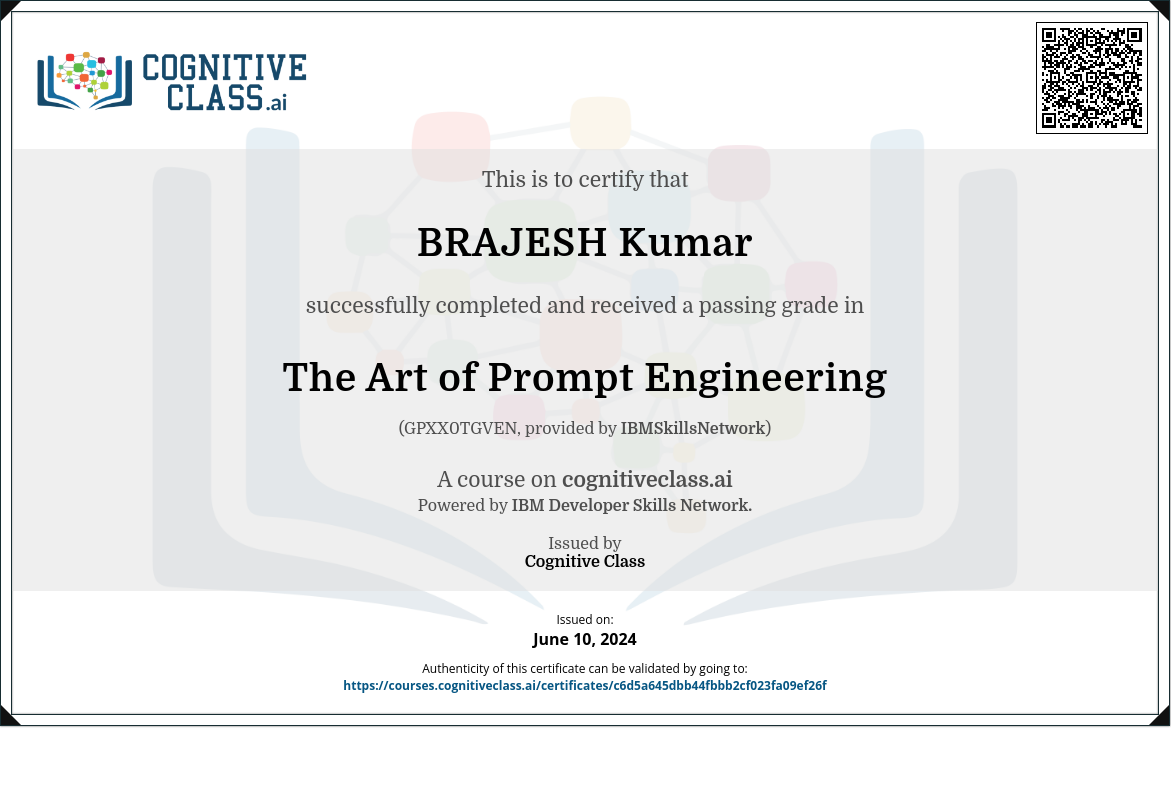 COGNITIVE
CLASS.ai
This is to certify that
BRAJESH Kumar
successfully completed and received a passing grade in
The Art of Prompt Engineering
(GPXX0TGVEN, provided by IBMSkillsNetwork)
A course on cognitiveclass.ai
Powered by IBM Developer Skills Network.
Issued by
Cognitive Class
Issued on:
June 10, 2024
Authenticity of this certificate can be validated by going to:
https://courses.cognitiveclass.ai/certificates/c6d5a645dbb44fbbb2cf023fa09ef26f